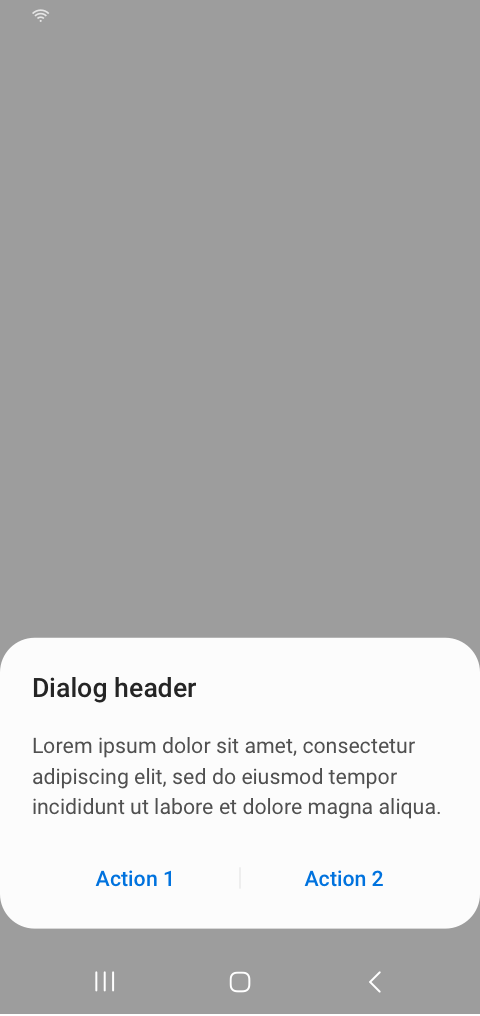 Dialog header
Lorem ipsum dolor sit amet, consectetur
adipiscing elit, sed do eiusmod tempor
incididunt ut labore et dolore magna aliqua.
Action 1
Action 2